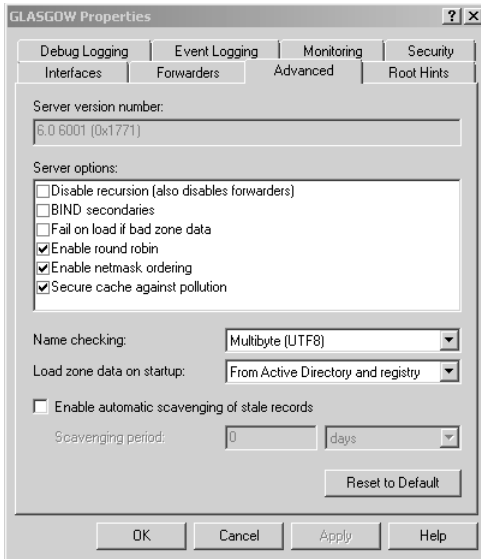 GLASGOW Properties
Debug Logging Event Logging Monitoring Security
Interfaces Forwarders Advanced Root Hints
Server version number:
6.0 6001 (0x1771)
Server options:
Disable recursion (also disables forwarders)
BIND secondaries
Fail on load if bad zone data
Enable round robin
Enable netmask ordering
Secure cache against pollution
Name checking: Multibyte (UTF8)
Load zone data on startup: From Active Directory and registry
Enable automatic scavenging of stale records
Scavenging period: 0 days
Reset to Default
OK Cancel Apply Help